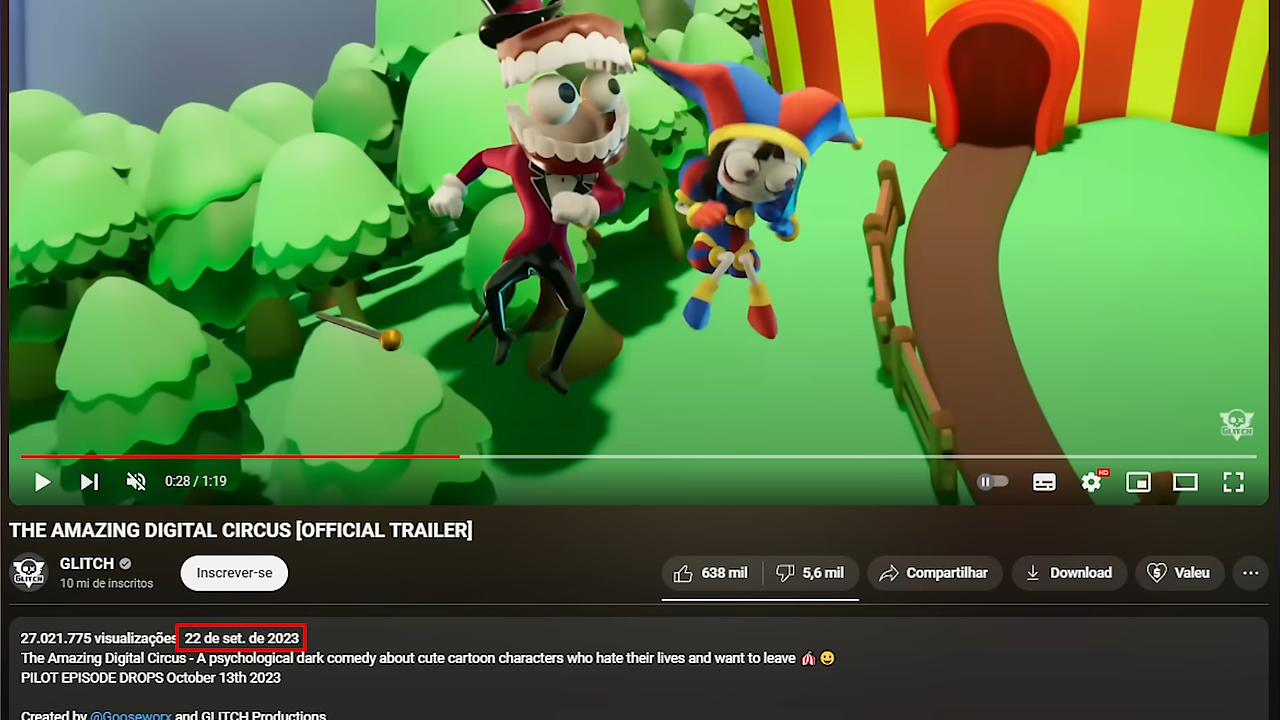 GLITCH
0:28 / 1:19
HD
THE AMAZING DIGITAL CIRCUS [OFFICIAL TRAILER]
GLITCH
GLITCH
10 mi de inscritos
Inscrever-se
638 mil
5,6 mil
Compartilhar
Download
Valeu
27.021.775 visualizações 22 de set. de 2023
The Amazing Digital Circus - A psychological dark comedy about cute cartoon characters who hate their lives and want to leave 🎪 😀
PILOT EPISODE DROPS October 13th 2023
Created by @Gooseworx and GLITCH Productions